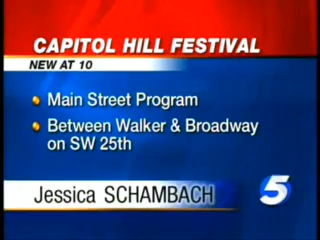 CAPITOL HILL FESTIVAL
NEW AT 10
Main Street Program
Between Walker & Broadway
on SW 25th
Jessica SCHAMBACH
5